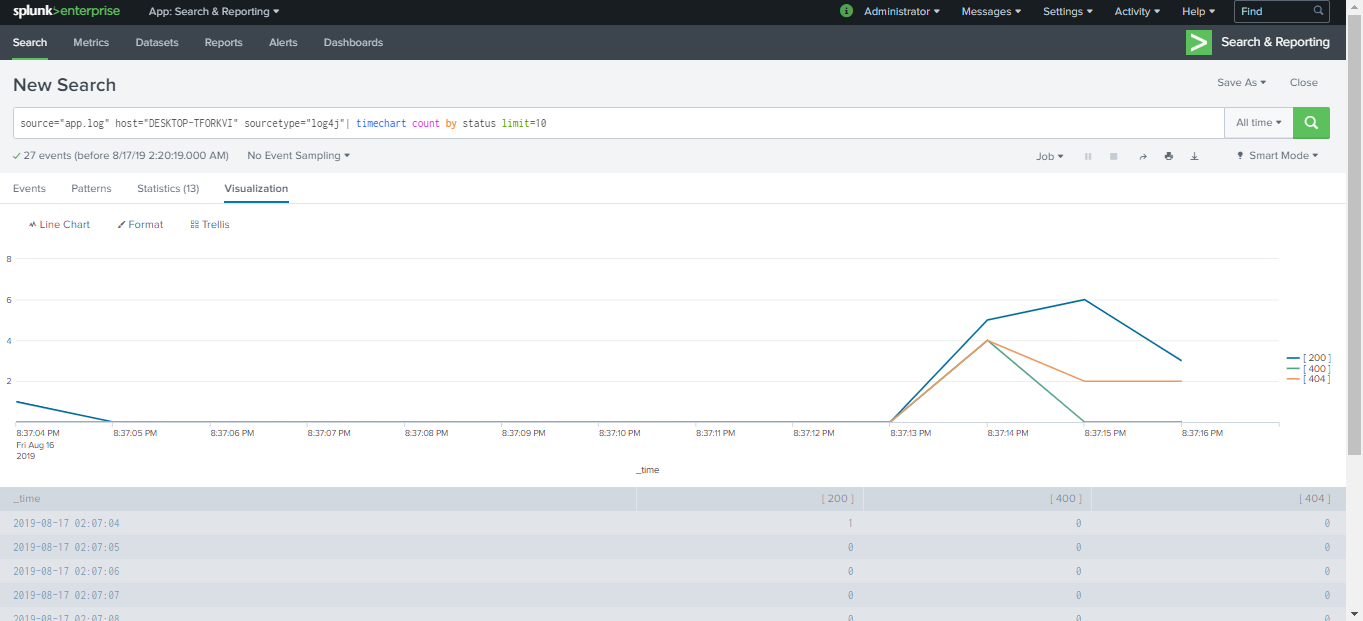 splunk>enterprise App: Search & Reporting Administrator Messages Settings Activity Help Find
Search Metrics Datasets Reports Alerts Dashboards Search & Reporting
New Search Save As Close
source="app.log" host="DESKTOP-TFORKVI" sourcetype="log4j"| timechart count by status limit=10 All time
27 events (before 8/17/19 2:20:19.000 AM) No Event Sampling Job Smart Mode
Events Patterns Statistics (13) Visualization
Line Chart Format Trellis
8
6
4
2
[ 200 ]
[ 400 ]
[ 404 ]
8:37:04 PM 8:37:05 PM 8:37:06 PM 8:37:07 PM 8:37:08 PM 8:37:09 PM 8:37:10 PM 8:37:11 PM 8:37:12 PM 8:37:13 PM 8:37:14 PM 8:37:15 PM 8:37:16 PM
Fri Aug 16
2019
_time
_time [ 200 ] [ 400 ] [ 404 ]
2019-08-17 02:07:04 1 0 0
2019-08-17 02:07:05 0 0 0
2019-08-17 02:07:06 0 0 0
2019-08-17 02:07:07 0 0 0
2019-08-17 02:07:08 0 0 0